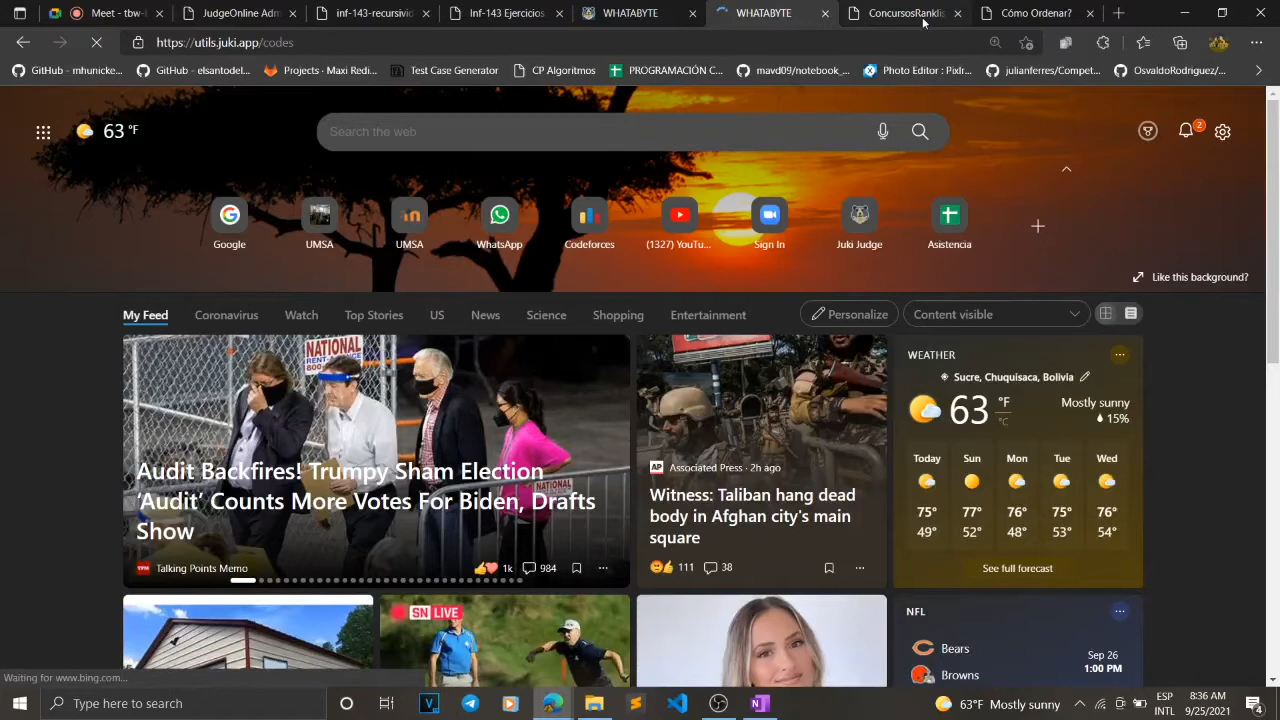 Meet - tbw-i
JudgeOnline Adm
inf-143-recursivid
Inf-143 Ejercicios
WHATABYTE
WHATABYTE
ConcursosRanklis
Cómo Ordenar?
https://utils.juki.app/codes
GitHub - mhunicke...
GitHub - elsantodel...
Projects · Maxi Redi...
Test Case Generator
CP Algoritmos
PROGRAMACIÓN C...
mavd09/notebook_...
Photo Editor : Pixlr...
julianferres/Compet...
OsvaldoRodriguez/...
63 °F
Search the web
2
Google
UMSA
UMSA
WhatsApp
Codeforces
(1327) YouTu...
Sign In
Juki Judge
Asistencia
Like this background?
My Feed
Coronavirus
Watch
Top Stories
US
News
Science
Shopping
Entertainment
Personalize
Content visible
NATIONAL
RENT-A-FENCE
NATIONAL
Audit Backfires! Trumpy Sham Election
'Audit' Counts More Votes For Biden, Drafts
Show
TPM Talking Points Memo
1k
984
AP Associated Press · 2h ago
Witness: Taliban hang dead
body in Afghan city's main
square
111
38
WEATHER
Sucre, Chuquisaca, Bolivia
63 °F
°C
Mostly sunny
15%
Today Sun Mon Tue Wed
75° 77° 76° 75° 76°
49° 52° 48° 53° 54°
See full forecast
SN LIVE
NFL
Bears
Browns
Sep 26
1:00 PM
Waiting for www.bing.com...
Type here to search
63°F Mostly sunny
ESP
INTL
8:36 AM
9/25/2021
4